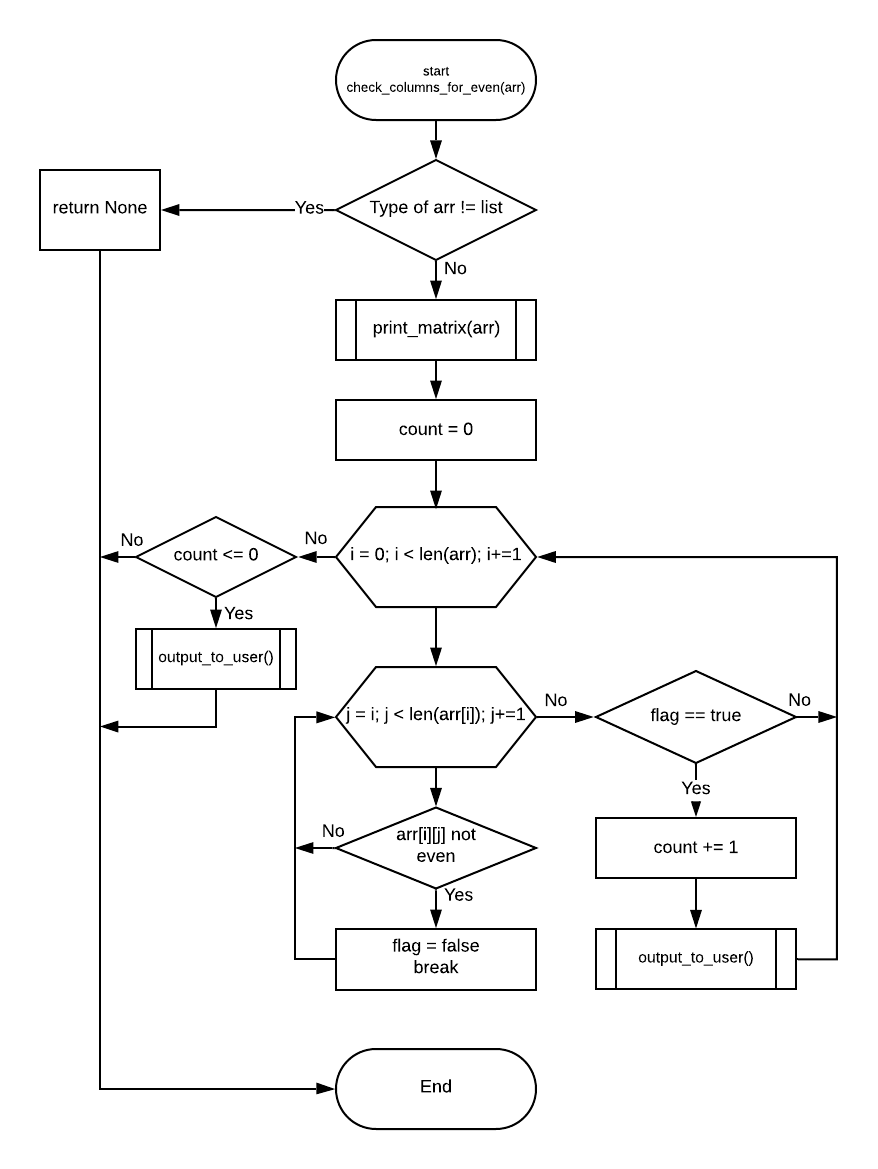 start
check_columns_for_even(arr)
Type of arr != list
Yes
return None
No
print_matrix(arr)
count = 0
i = 0; i < len(arr); i+=1
No
count <= 0
No
Yes
output_to_user()
j = i; j < len(arr[i]); j+=1
No
flag == true
No
Yes
count += 1
output_to_user()
arr[i][j] not
even
No
Yes
flag = false
break
End